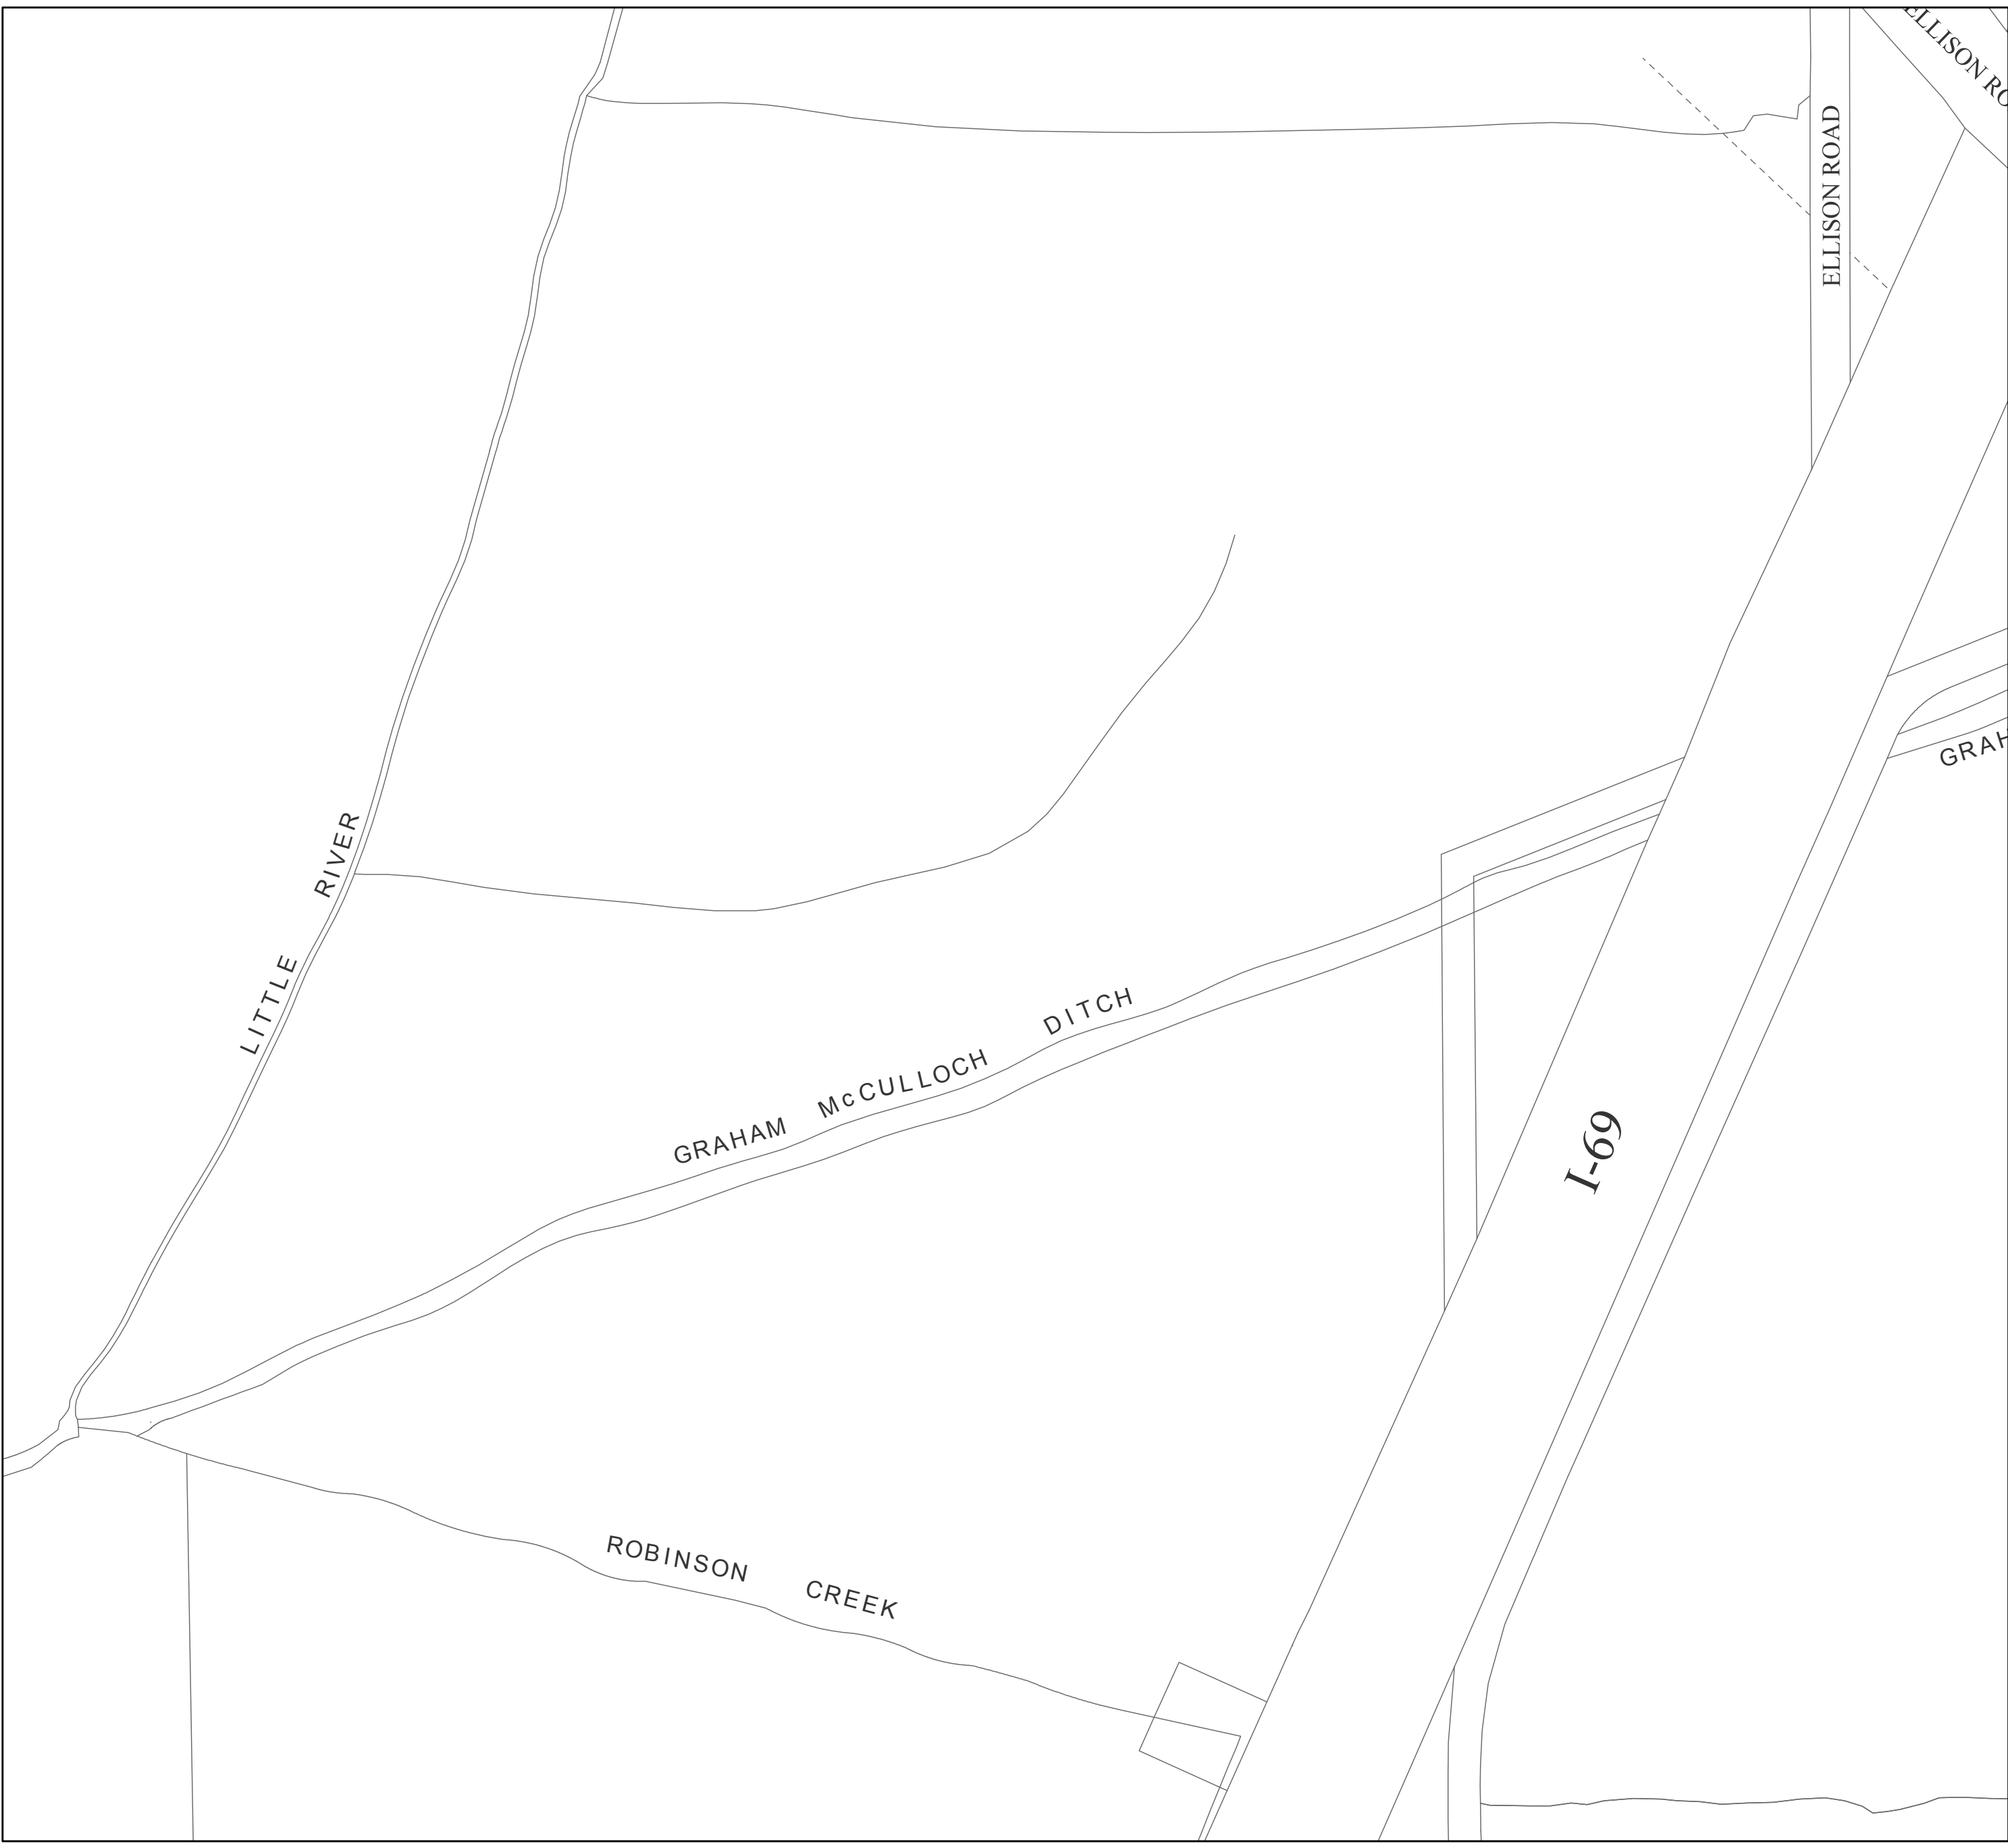 ELLISON RO
ELLISON ROAD
GRAH
LITTLE RIVER
GRAHAM McCULLOCH DITCH
I-69
ROBINSON CREEK